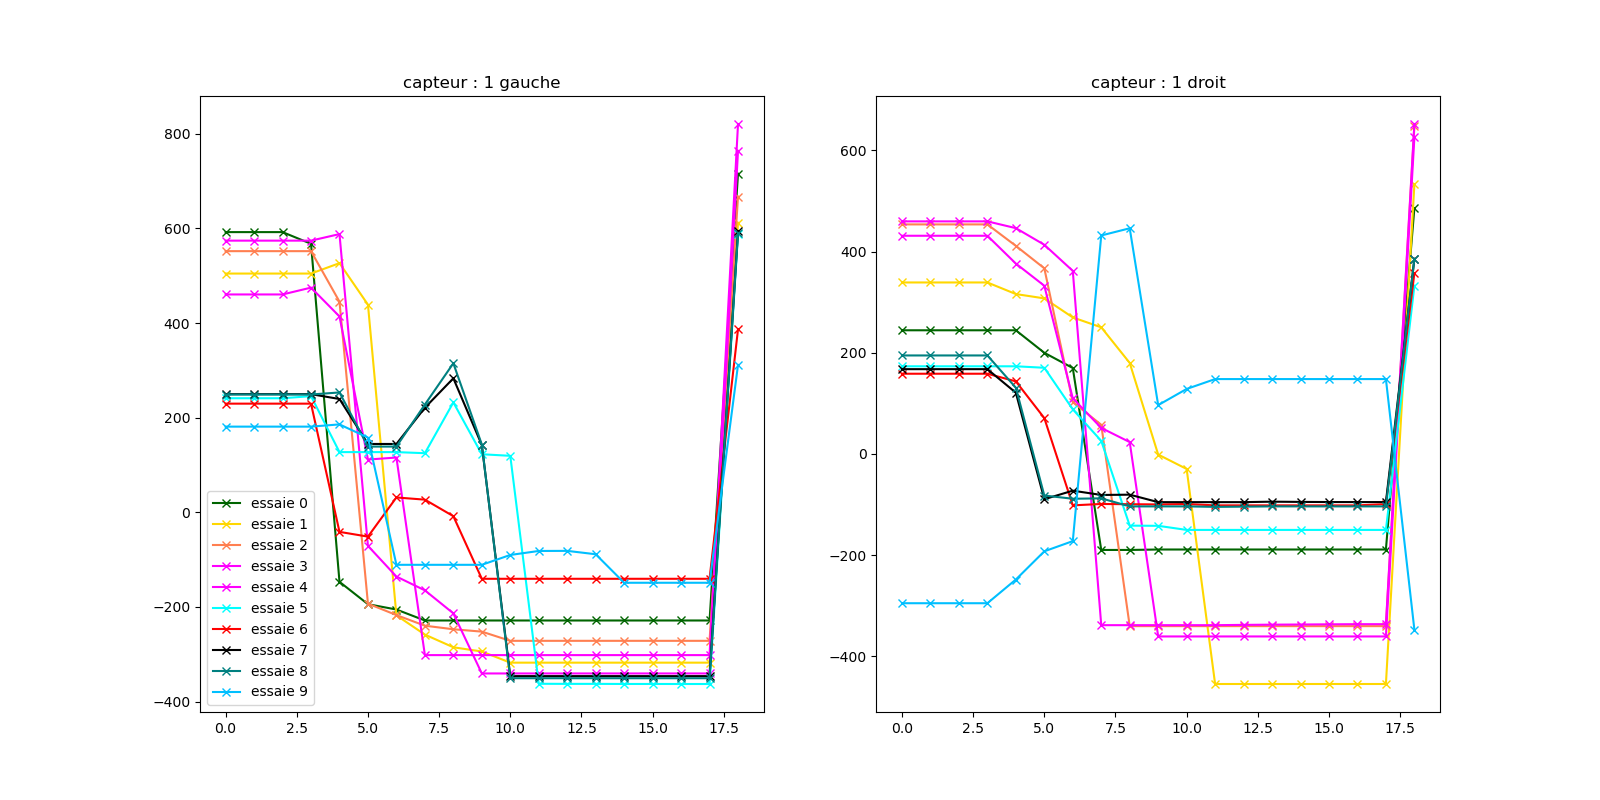 capteur : 1 gauche
800
600
400
200
0
−200
−400
0.0 2.5 5.0 7.5 10.0 12.5 15.0 17.5
essaie 0
essaie 1
essaie 2
essaie 3
essaie 4
essaie 5
essaie 6
essaie 7
essaie 8
essaie 9
capteur : 1 droit
600
400
200
0
−200
−400
0.0 2.5 5.0 7.5 10.0 12.5 15.0 17.5